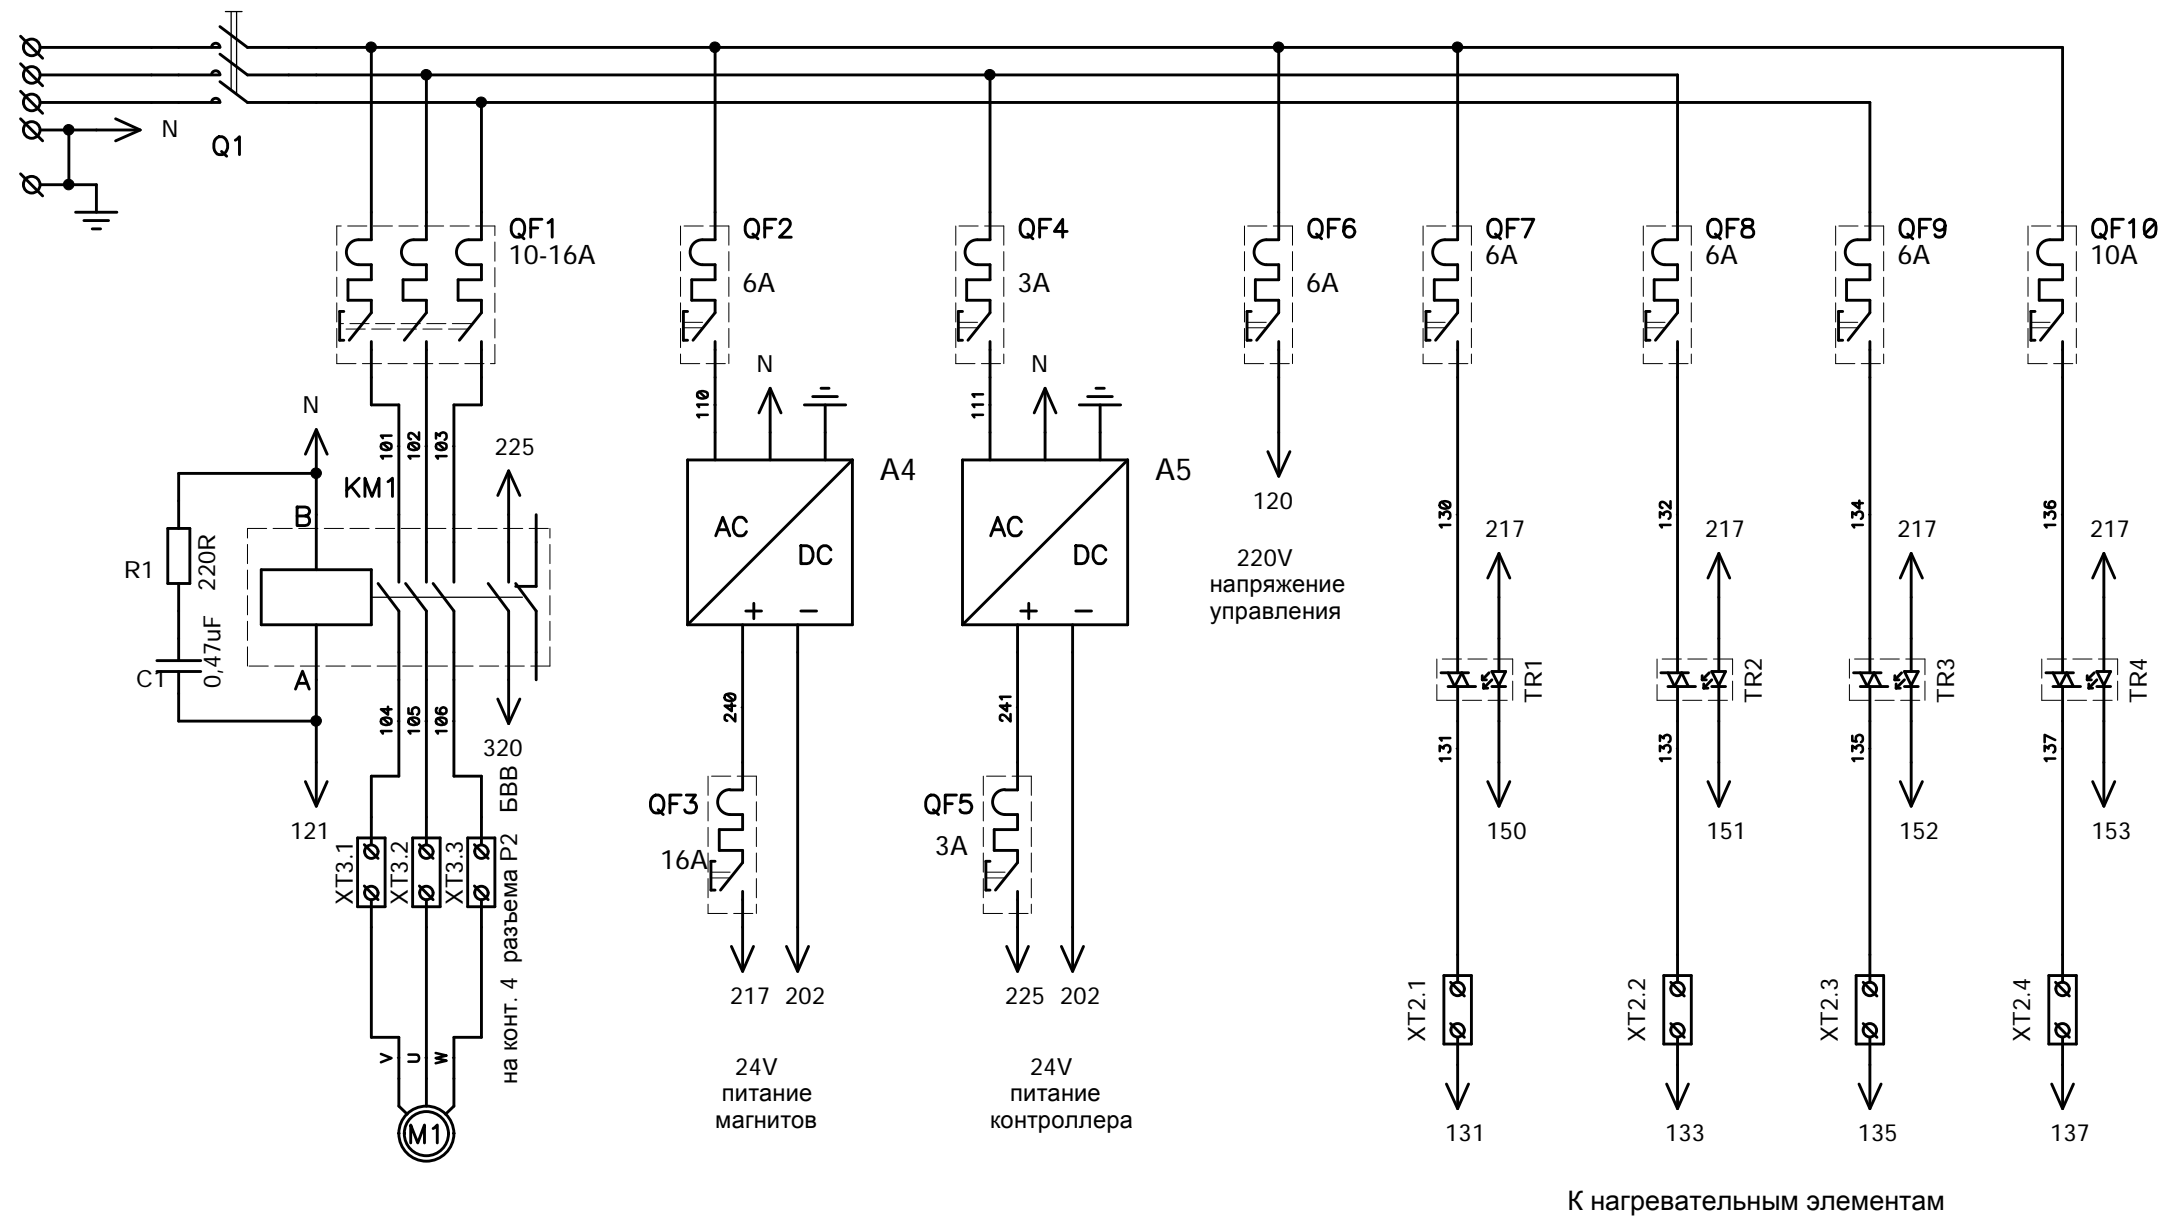 N
Q1
QF1
10-16A
QF2
6A
QF4
3A
QF6
6A
QF7
6A
QF8
6A
QF9
6A
QF10
10A
N
101
102
103
225
KM1
B
R1
220R
C1
0,47uF
A
104
105
106
320
121
XT3.1
XT3.2
XT3.3
на конт. 4 разъема P2 БВВ
V
U
W
M1
110
N
A4
AC
DC
+
−
240
QF3
16A
217
202
24V
питание
магнитов
111
N
A5
AC
DC
+
−
241
QF5
3A
225
202
24V
питание
контроллера
120
220V
напряжение
управления
130
217
TR1
131
150
XT2.1
131
132
217
TR2
133
151
XT2.2
133
134
217
TR3
135
152
XT2.3
135
136
217
TR4
137
153
XT2.4
137
К нагревательным элементам